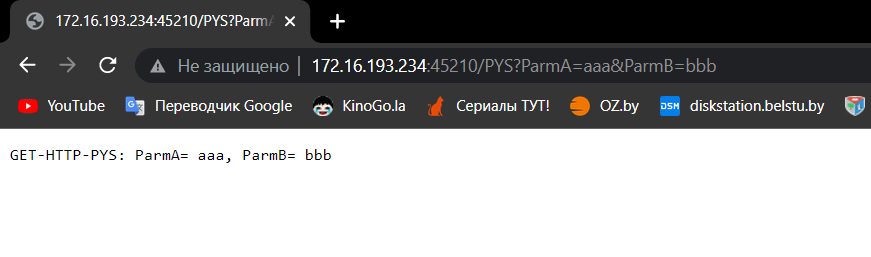 172.16.193.234:45210/PYS?Parm
Не защищено | 172.16.193.234:45210/PYS?ParmA=aaa&ParmB=bbb
YouTube Переводчик Google KinoGo.la Сериалы ТУТ! OZ.by DSM diskstation.belstu.by
GET-HTTP-PYS: ParmA= aaa, ParmB= bbb